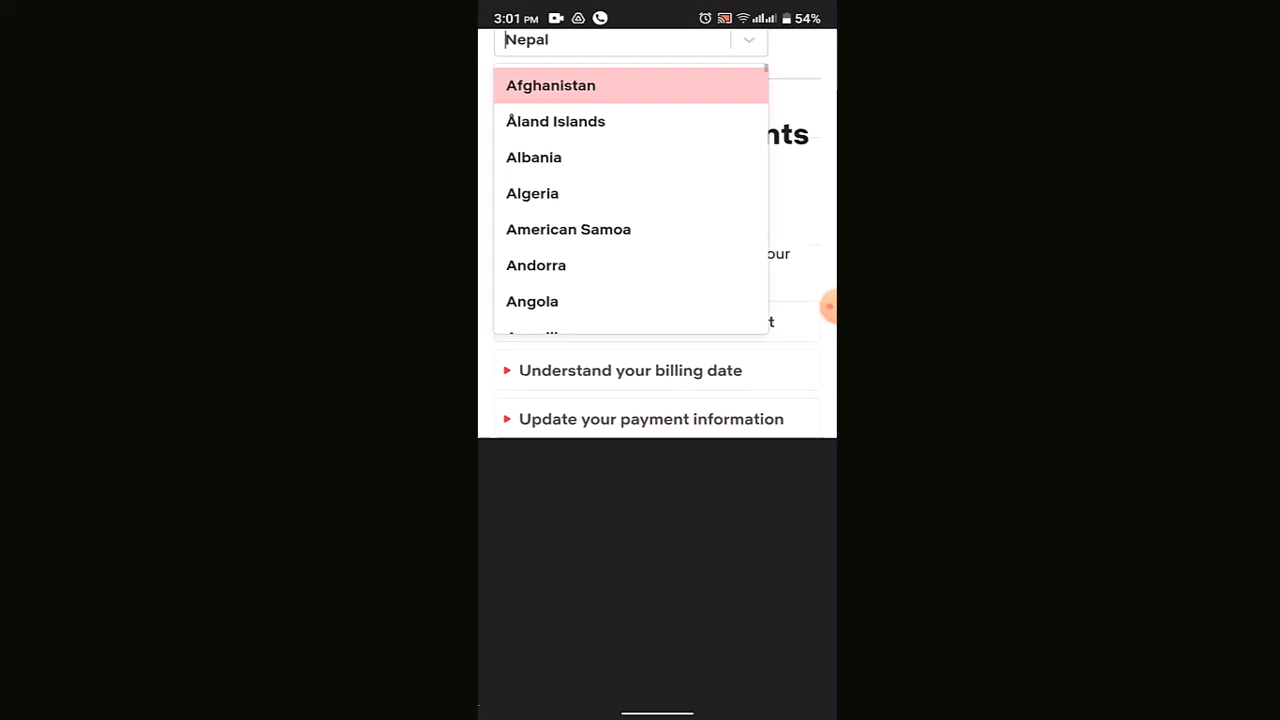 3:01 PM 54%
Nepal
Afghanistan
Åland Islands
Albania
Algeria
American Samoa
Andorra
Angola
our
Understand your billing date
Update your payment information